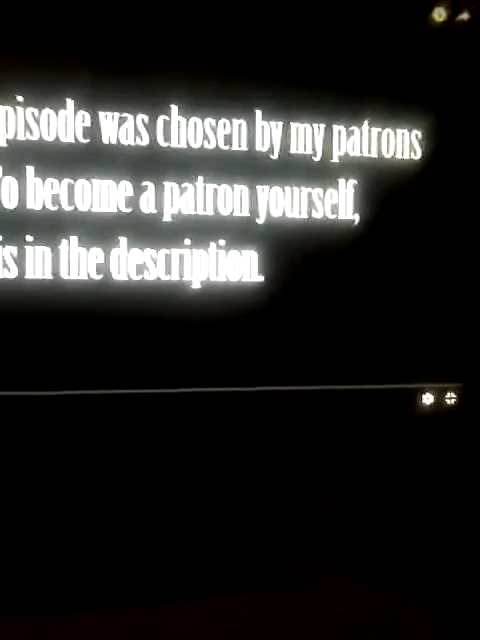 pisode was chosen by my patrons
o become a patron yourself,
is in the description.